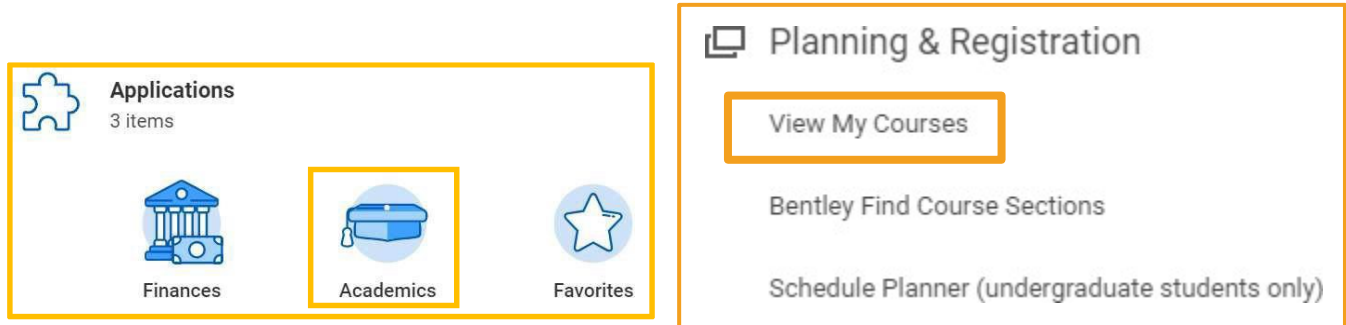 Applications
3 items
Finances
Academics
Favorites
Planning & Registration
View My Courses
Bentley Find Course Sections
Schedule Planner (undergraduate students only)